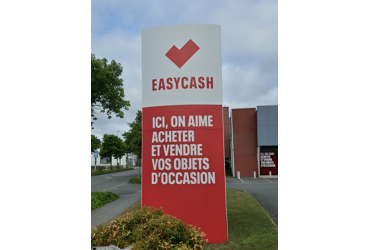 EASYCASH
ICI, ON AIME
ACHETER
ET VENDRE
VOS OBJETS
D'OCCASION